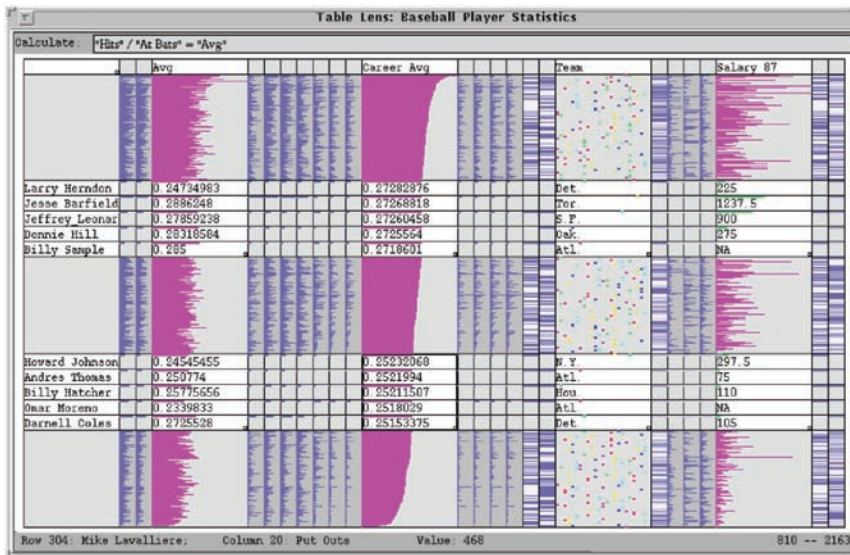 Table Lens: Baseball Player Statistics
Calculate: "Hits" / "At Bats" = "Avg"
Avg Career Avg Team Salary 87
Larry Herndon 0.24734983 0.27282876 Det. 225
Jesse Barfield 0.2886248 0.27268818 Tor. 1237.5
Jeffrey_Leonar 0.27859238 0.27260458 S.F. 900
Donnie Hill 0.28318584 0.2725564 Oak. 275
Billy Sample 0.285 0.2718601 Atl. NA
Howard Johnson 0.24545455 0.25232068 N.Y. 297.5
Andres Thomas 0.250774 0.2521994 Atl. 75
Billy Hatcher 0.25775656 0.25211507 Hou. 110
Omar Moreno 0.2339833 0.2518029 Atl. NA
Darnell Coles 0.2725528 0.25153375 Det. 105
Row 304: Mike Lavalliere; Column 20: Put Outs Value: 468 810 -- 2163